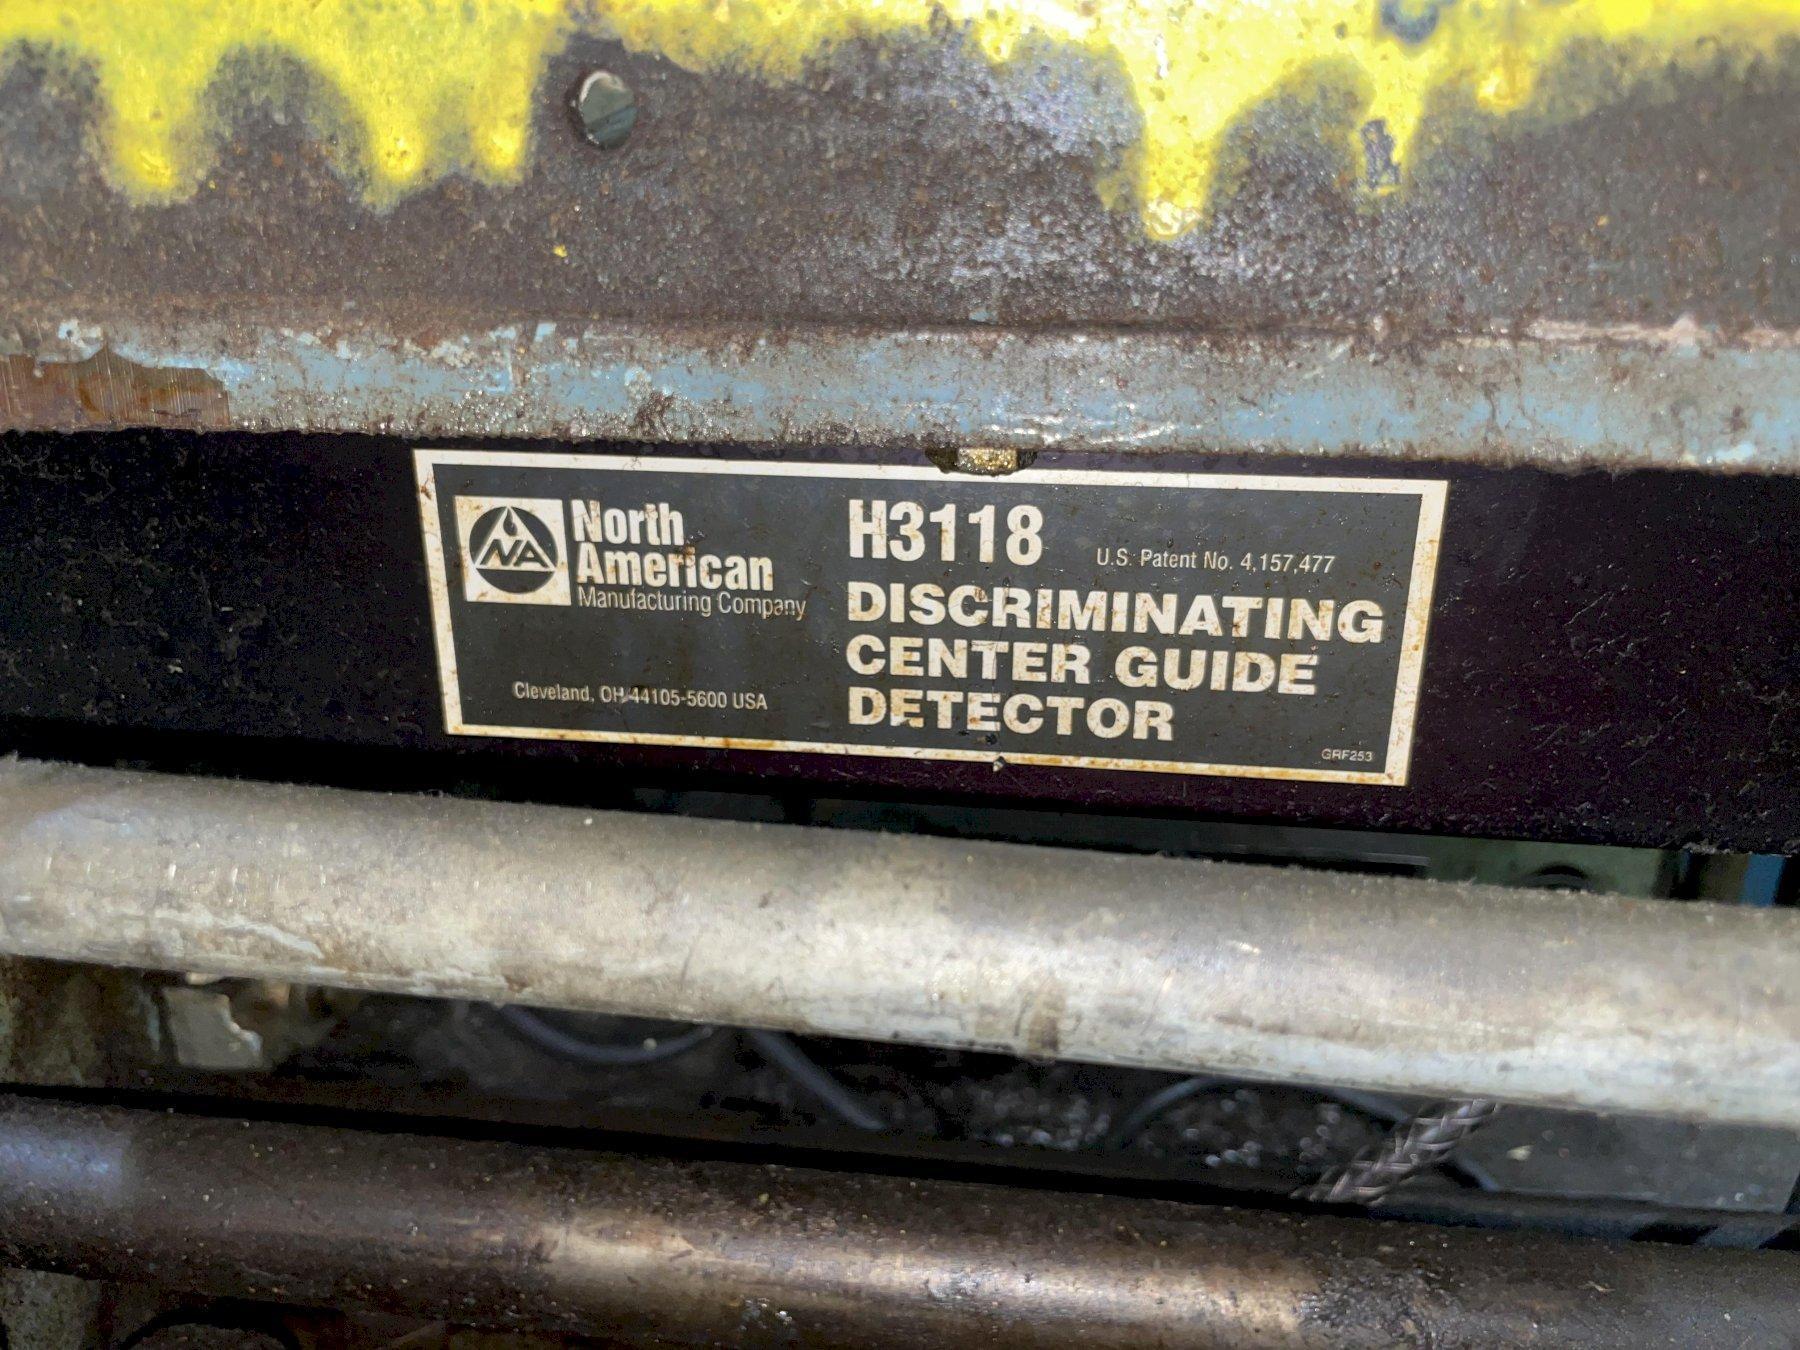 NA
North
American
Manufacturing Company
Cleveland, OH 44105-5600 USA
H3118
U.S. Patent No. 4,157,477
DISCRIMINATING
CENTER GUIDE
DETECTOR
GRF253